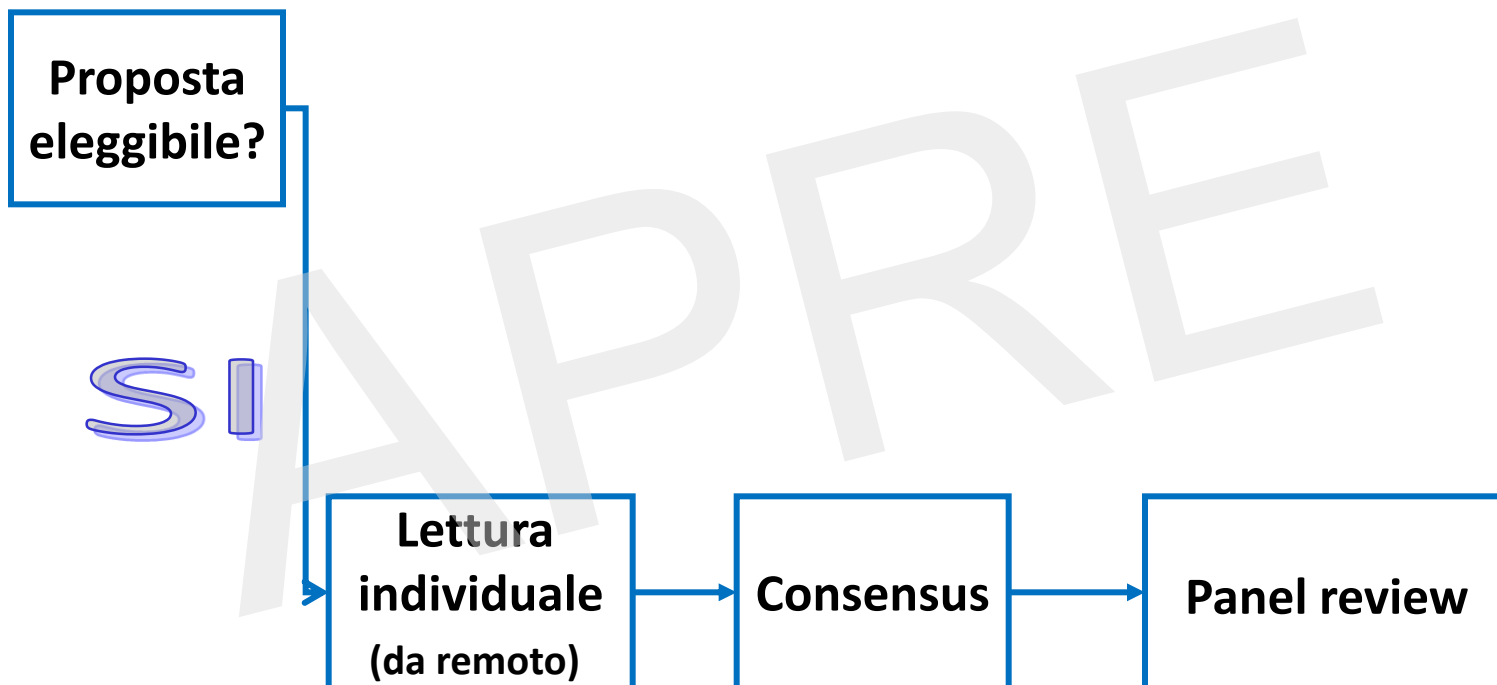 Proposta
eleggibile?
SI
Lettura
individuale
(da remoto)
Consensus
Panel review
APRE